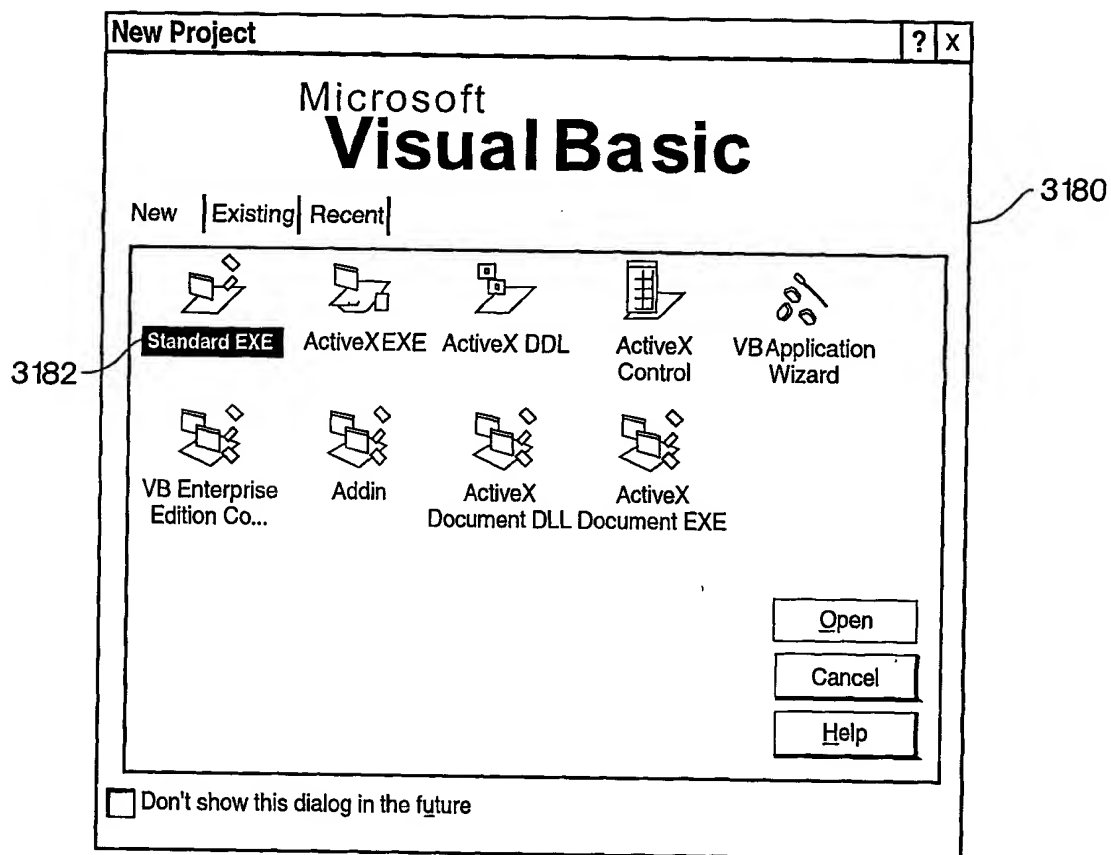 New Project ? X
Microsoft
Visual Basic
3180
New Existing Recent
Standard EXE ActiveX EXE ActiveX DDL ActiveX Control VB Application Wizard
3182
VB Enterprise Edition Co... Addin ActiveX Document DLL ActiveX Document EXE
Open
Cancel
Help
Don't show this dialog in the future